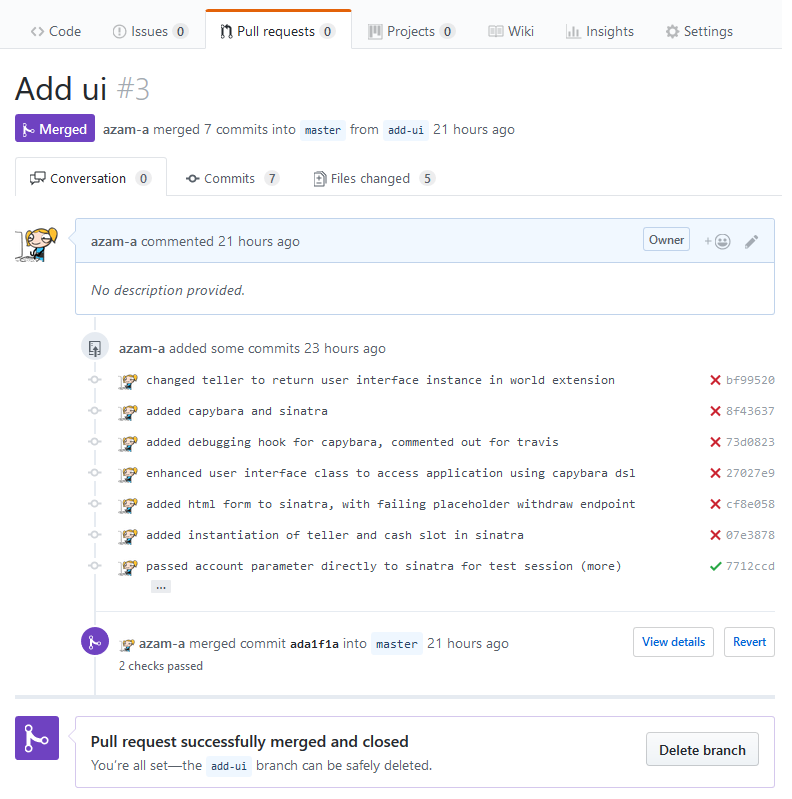 Code Issues 0 Pull requests 0 Projects 0 Wiki Insights Settings
Add ui #3
Merged azam-a merged 7 commits into master from add-ui 21 hours ago
Conversation 0 Commits 7 Files changed 5
azam-a commented 21 hours ago Owner +
No description provided.
azam-a added some commits 23 hours ago
changed teller to return user interface instance in world extension bf99520
added capybara and sinatra 8f43637
added debugging hook for capybara, commented out for travis 73d0823
enhanced user interface class to access application using capybara dsl 27027e9
added html form to sinatra, with failing placeholder withdraw endpoint cf8e058
added instantiation of teller and cash slot in sinatra 07e3878
passed account parameter directly to sinatra for test session (more) 7712ccd
...
azam-a merged commit ada1f1a into master 21 hours ago View details Revert
2 checks passed
Pull request successfully merged and closed
You're all set—the add-ui branch can be safely deleted. Delete branch